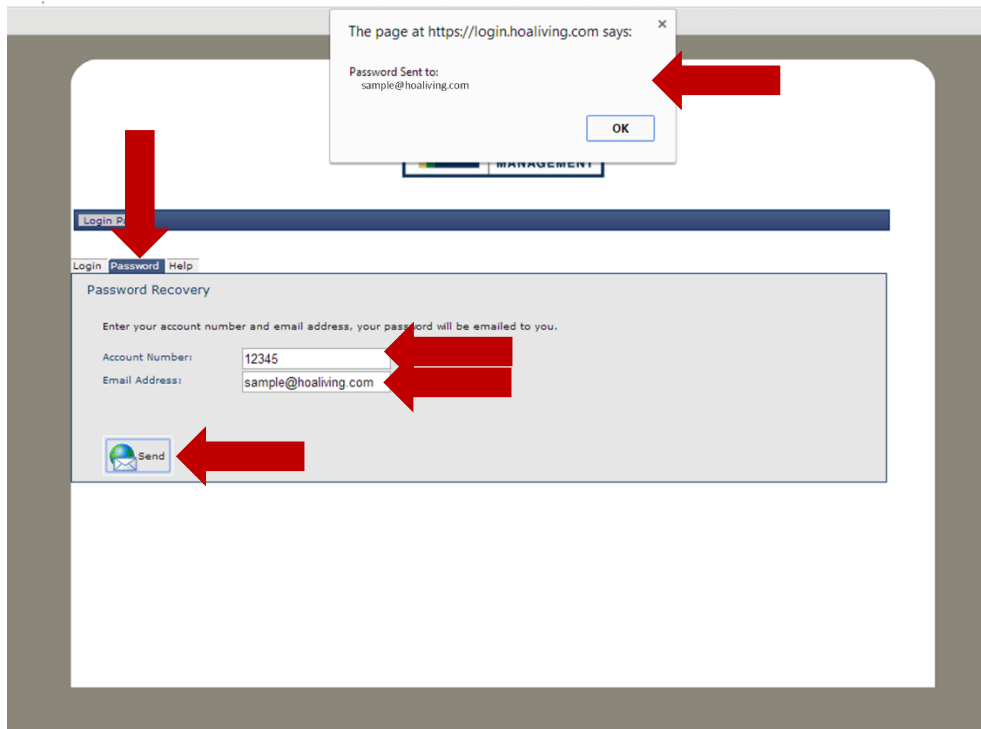 The page at https://login.hoaliving.com says:
Password Sent to:
sample@hoaliving.com
OK
MANAGEMENT
Login
Login Password Help
Password Recovery
Enter your account number and email address, your password will be emailed to you.
Account Number: 12345
Email Address: sample@hoaliving.com
Send